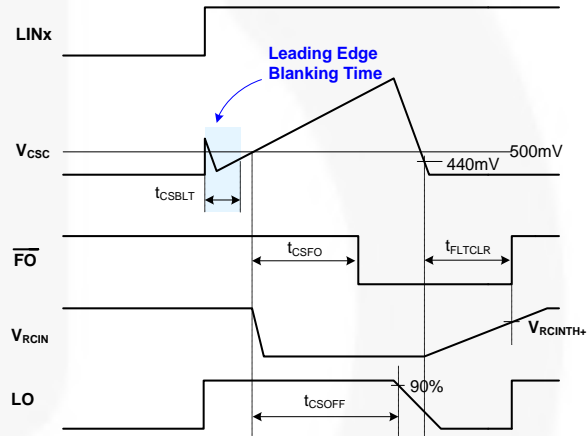 LINx
Leading Edge
Blanking Time
VCSC
500mV
440mV
tCSBLT
FO
tCSFO
tFLTCLR
VRCIN
VRCINTH+
LO
90%
tCSOFF